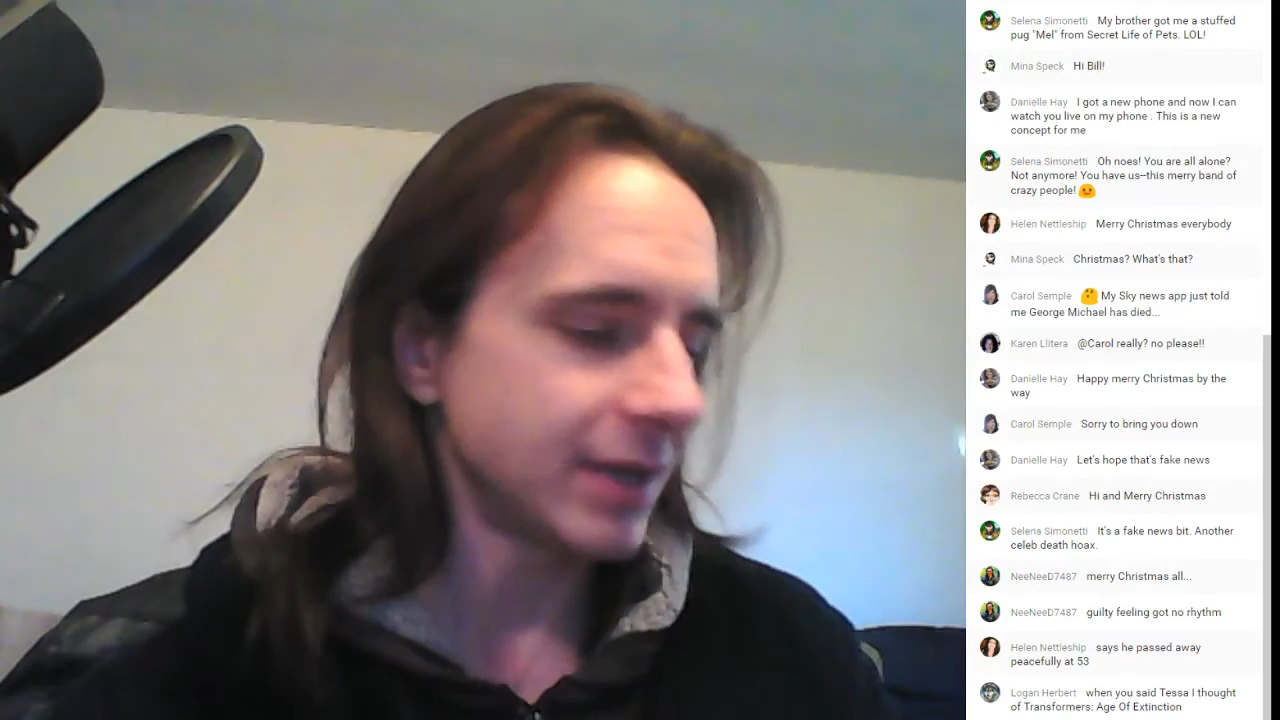 Selena Simonetti My brother got me a stuffed
pug "Mel" from Secret Life of Pets. LOL!
Mina Speck Hi Bill!
Danielle Hay I got a new phone and now I can
watch you live on my phone . This is a new
concept for me
Selena Simonetti Oh noes! You are all alone?
Not anymore! You have us--this merry band of
crazy people!
Helen Nettleship Merry Christmas everybody
Mina Speck Christmas? What's that?
Carol Semple My Sky news app just told
me George Michael has died...
Karen Llitera @Carol really? no please!!
Danielle Hay Happy merry Christmas by the
way
Carol Semple Sorry to bring you down
Danielle Hay Let's hope that's fake news
Rebecca Crane Hi and Merry Christmas
Selena Simonetti It's a fake news bit. Another
celeb death hoax.
NeeNeeD7487 merry Christmas all...
NeeNeeD7487 guilty feeling got no rhythm
Helen Nettleship says he passed away
peacefully at 53
Logan Herbert when you said Tessa I thought
of Transformers: Age Of Extinction